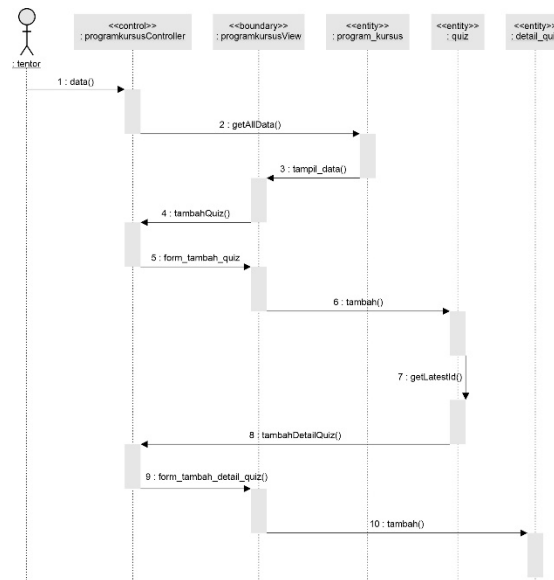 <<control>>
: programkursusController
<<boundary>>
: programkursusView
<<entity>>
: program_kursus
<<entity>>
: quiz
<<entity>>
: detail_qui
: tentor
1 : data()
2 : getAllData()
3 : tampil_data()
4 : tambahQuiz()
5 : form_tambah_quiz
6 : tambah()
7 : getLatestId()
8 : tambahDetailQuiz()
9 : form_tambah_detail_quiz()
10 : tambah()